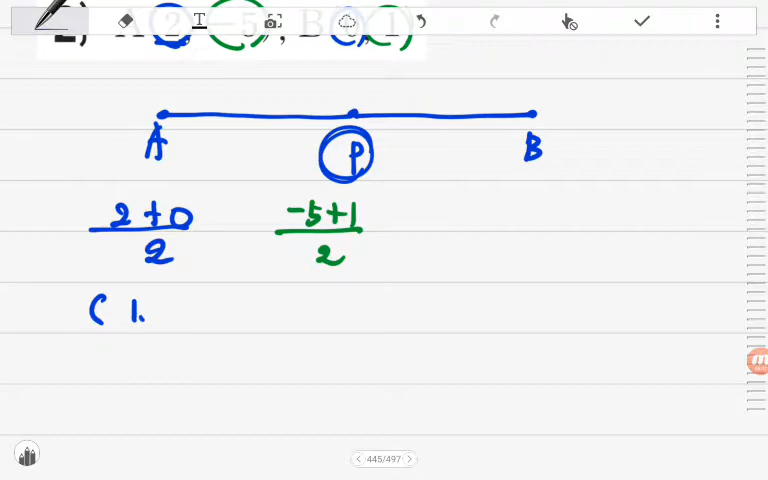 2) A(2, -5), B(0, 1)
A P B
2 + 0 -5 + 1
2 2
( 1,
445/497